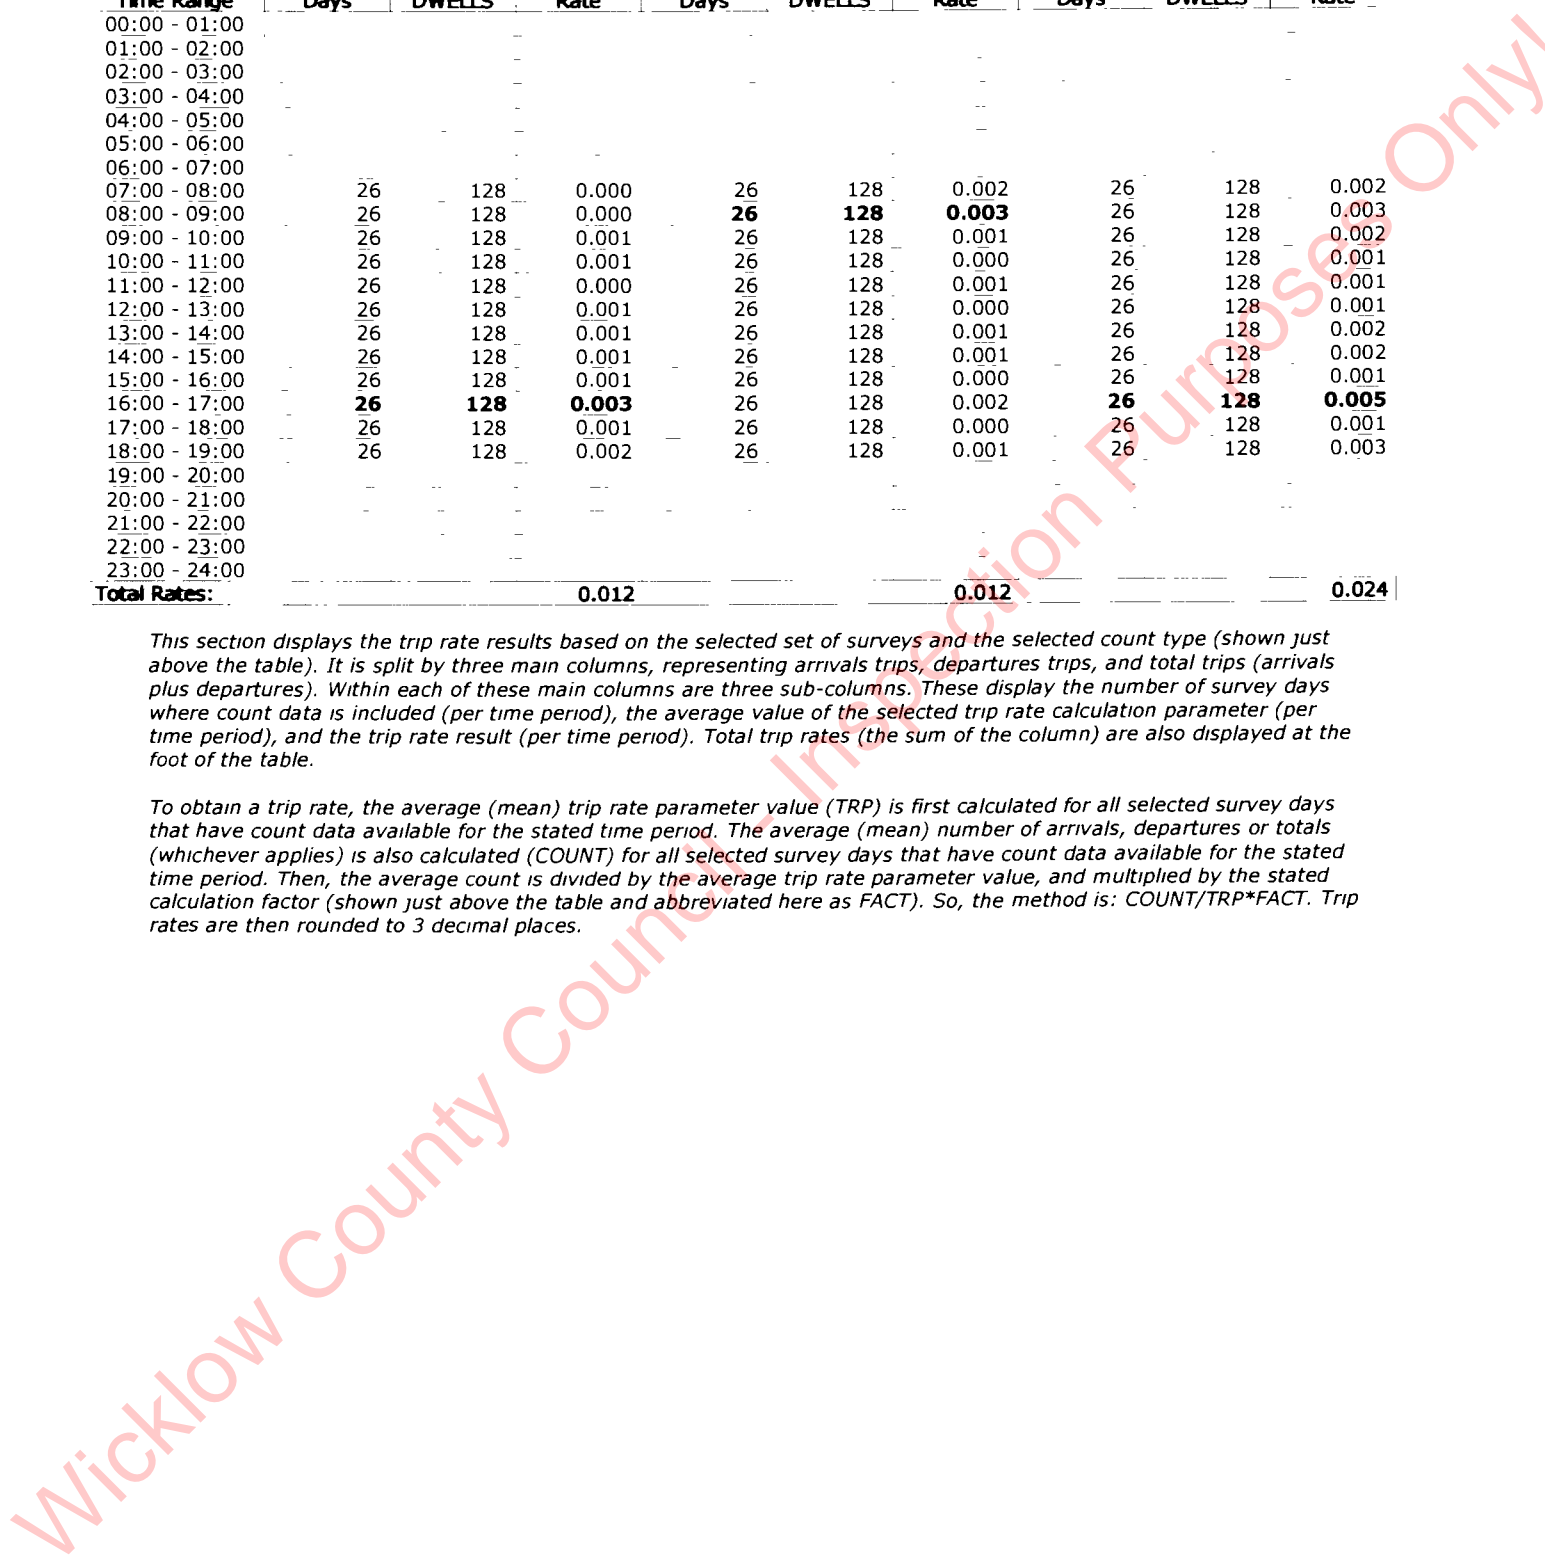 Time Range Days DWELLS Rate Days DWELLS Rate Days DWELLS Rate
00:00 - 01:00
01:00 - 02:00
02:00 - 03:00
03:00 - 04:00
04:00 - 05:00
05:00 - 06:00
06:00 - 07:00
07:00 - 08:00 26 128 0.000 26 128 0.002 26 128 0.002
08:00 - 09:00 26 128 0.000 26 128 0.003 26 128 0.003
09:00 - 10:00 26 128 0.001 26 128 0.001 26 128 0.002
10:00 - 11:00 26 128 0.001 26 128 0.000 26 128 0.001
11:00 - 12:00 26 128 0.000 26 128 0.001 26 128 0.001
12:00 - 13:00 26 128 0.001 26 128 0.000 26 128 0.001
13:00 - 14:00 26 128 0.001 26 128 0.001 26 128 0.002
14:00 - 15:00 26 128 0.001 26 128 0.001 26 128 0.002
15:00 - 16:00 26 128 0.001 26 128 0.000 26 128 0.001
16:00 - 17:00 26 128 0.003 26 128 0.002 26 128 0.005
17:00 - 18:00 26 128 0.001 26 128 0.000 26 128 0.001
18:00 - 19:00 26 128 0.002 26 128 0.001 26 128 0.003
19:00 - 20:00
20:00 - 21:00
21:00 - 22:00
22:00 - 23:00
23:00 - 24:00
Total Rates: 0.012 0.012 0.024
This section displays the trip rate results based on the selected set of surveys and the selected count type (shown just
above the table). It is split by three main columns, representing arrivals trips, departures trips, and total trips (arrivals
plus departures). Within each of these main columns are three sub-columns. These display the number of survey days
where count data is included (per time period), the average value of the selected trip rate calculation parameter (per
time period), and the trip rate result (per time period). Total trip rates (the sum of the column) are also displayed at the
foot of the table.
To obtain a trip rate, the average (mean) trip rate parameter value (TRP) is first calculated for all selected survey days
that have count data available for the stated time period. The average (mean) number of arrivals, departures or totals
(whichever applies) is also calculated (COUNT) for all selected survey days that have count data available for the stated
time period. Then, the average count is divided by the average trip rate parameter value, and multiplied by the stated
calculation factor (shown just above the table and abbreviated here as FACT). So, the method is: COUNT/TRP*FACT. Trip
rates are then rounded to 3 decimal places.
Wicklow County Council - Inspection Purposes Only!